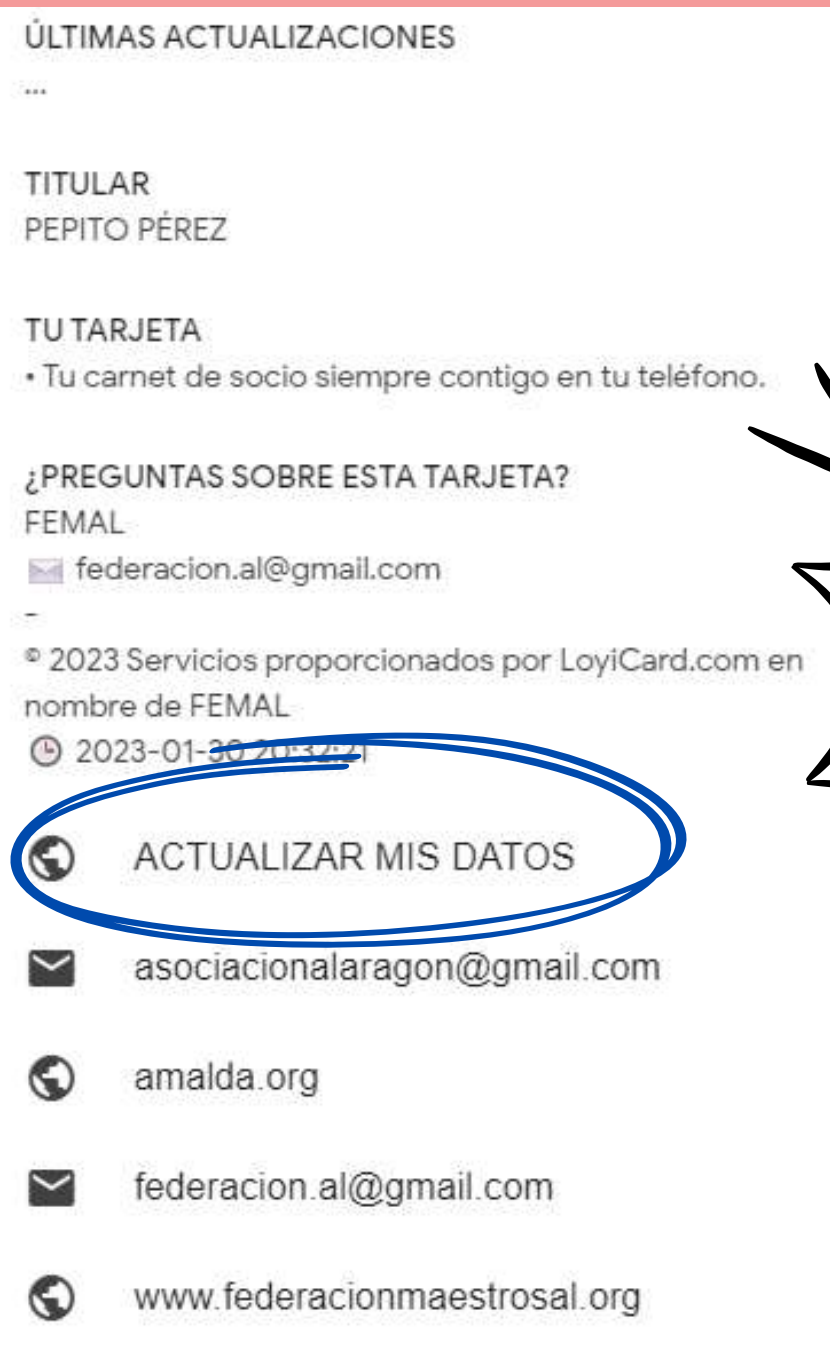 ÚLTIMAS ACTUALIZACIONES
...
TITULAR
PEPITO PÉREZ
TU TARJETA
• Tu carnet de socio siempre contigo en tu teléfono.
¿PREGUNTAS SOBRE ESTA TARJETA?
FEMAL
federacion.al@gmail.com
-
© 2023 Servicios proporcionados por LoyiCard.com en
nombre de FEMAL
2023-01-30 20:32:21
ACTUALIZAR MIS DATOS
asociacionalaragon@gmail.com
amalda.org
federacion.al@gmail.com
www.federacionmaestrosal.org